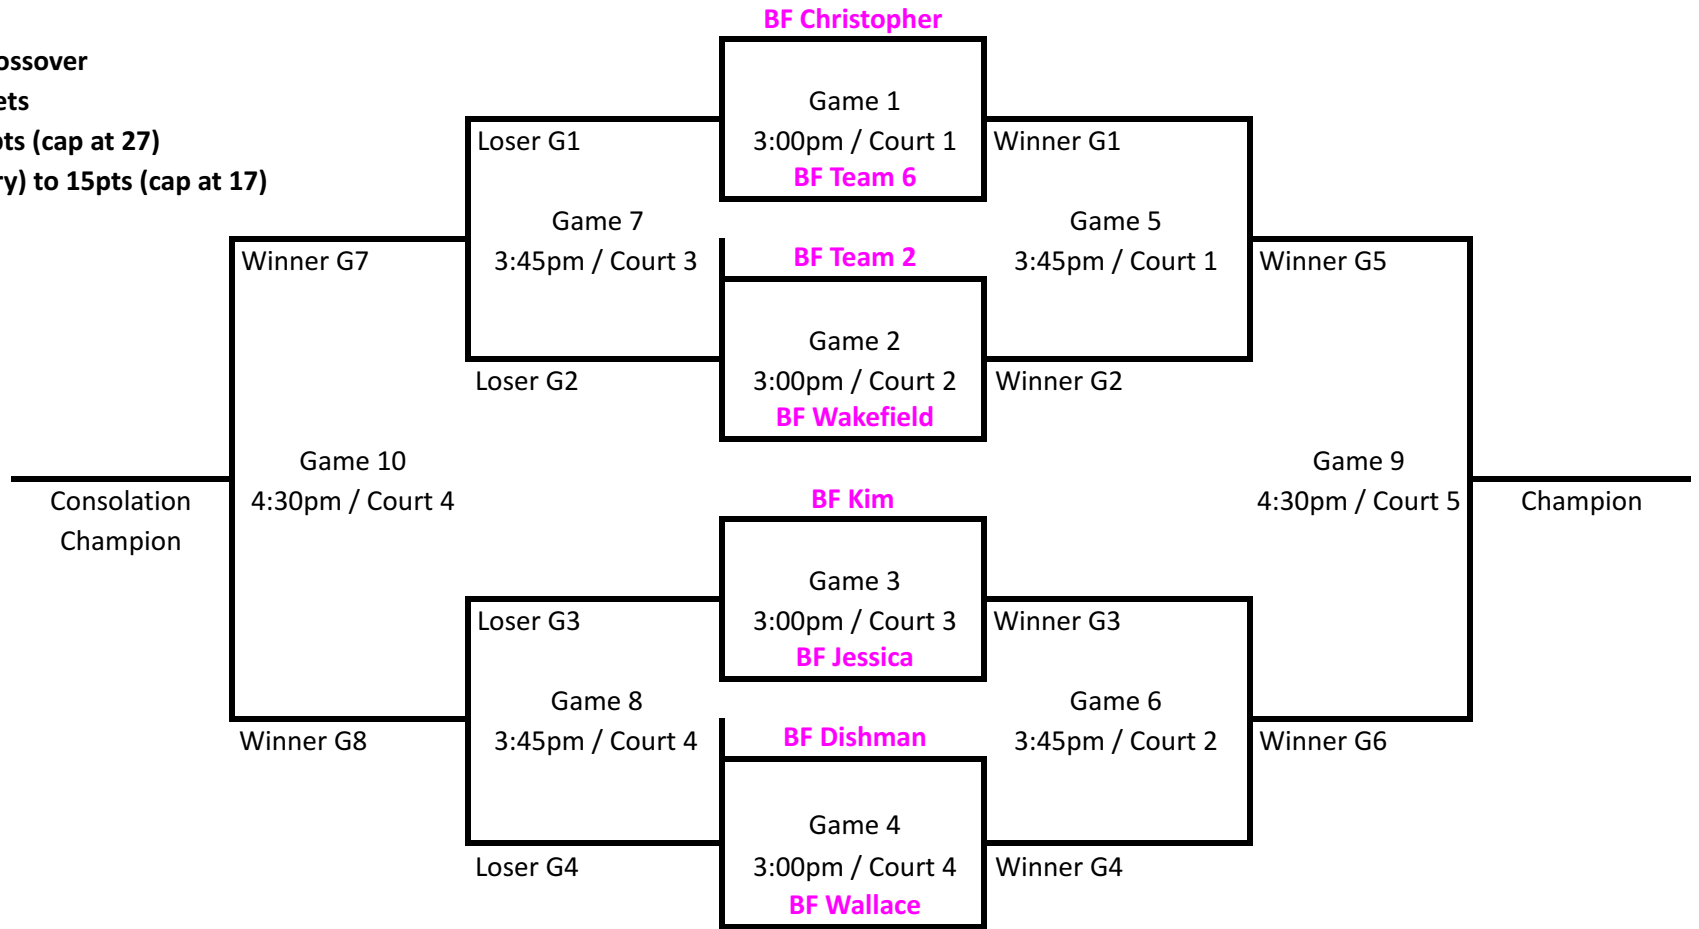 BF Christopher
ets
Game 1
pts (cap at 27)
Loser G1
3:00pm / Court 1
Winner G1
to 15pts (cap at 17)
BF Team 6
Game 7
Game 5
Winner G7
3:45pm / Court 3
BF Team 2
3:45pm / Court 1
Winner G5
Game 2
Loser G2
3:00pm / Court 2
Winner G2
BF Wakefield
Game 10
Game 9
Consolation
4:30pm / Court 4
BF Kim
4:30pm / Court 5
Champion
Champion
Game 3
Loser G3
3:00pm / Court 3
Winner G3
BF Jessica
Game 8
Game 6
Winner G8
3:45pm / Court 4
BF Dishman
3:45pm / Court 2
Winner G6
Game 4
Loser G4
3:00pm / Court 4
Winner G4
BF Wallace